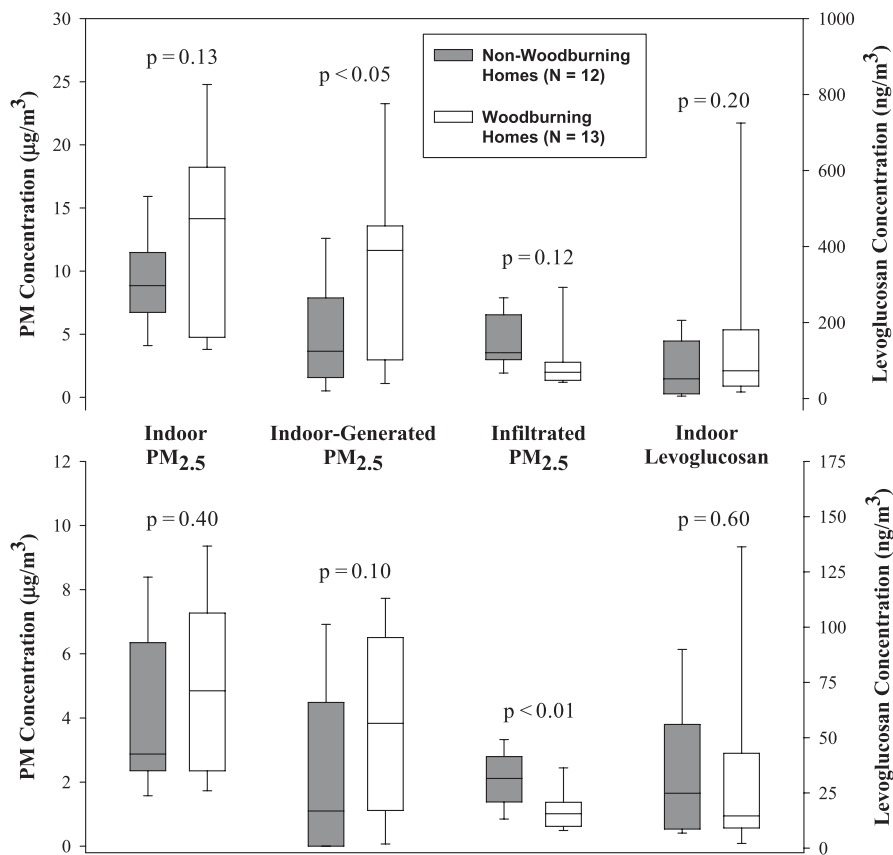 30
25
20
15
10
5
0
PM Concentration (μg/m³)
p = 0.13
p < 0.05
p = 0.12
p = 0.20
Non-Woodburning
Homes (N = 12)
Woodburning
Homes (N = 13)
1000
800
600
400
200
0
Levoglucosan Concentration (ng/m³)
Indoor
PM2.5
Indoor-Generated
PM2.5
Infiltrated
PM2.5
Indoor
Levoglucosan
12
10
8
6
4
2
0
PM Concentration (μg/m³)
p = 0.40
p = 0.10
p < 0.01
p = 0.60
175
150
125
100
75
50
25
0
Levoglucosan Concentration (ng/m³)